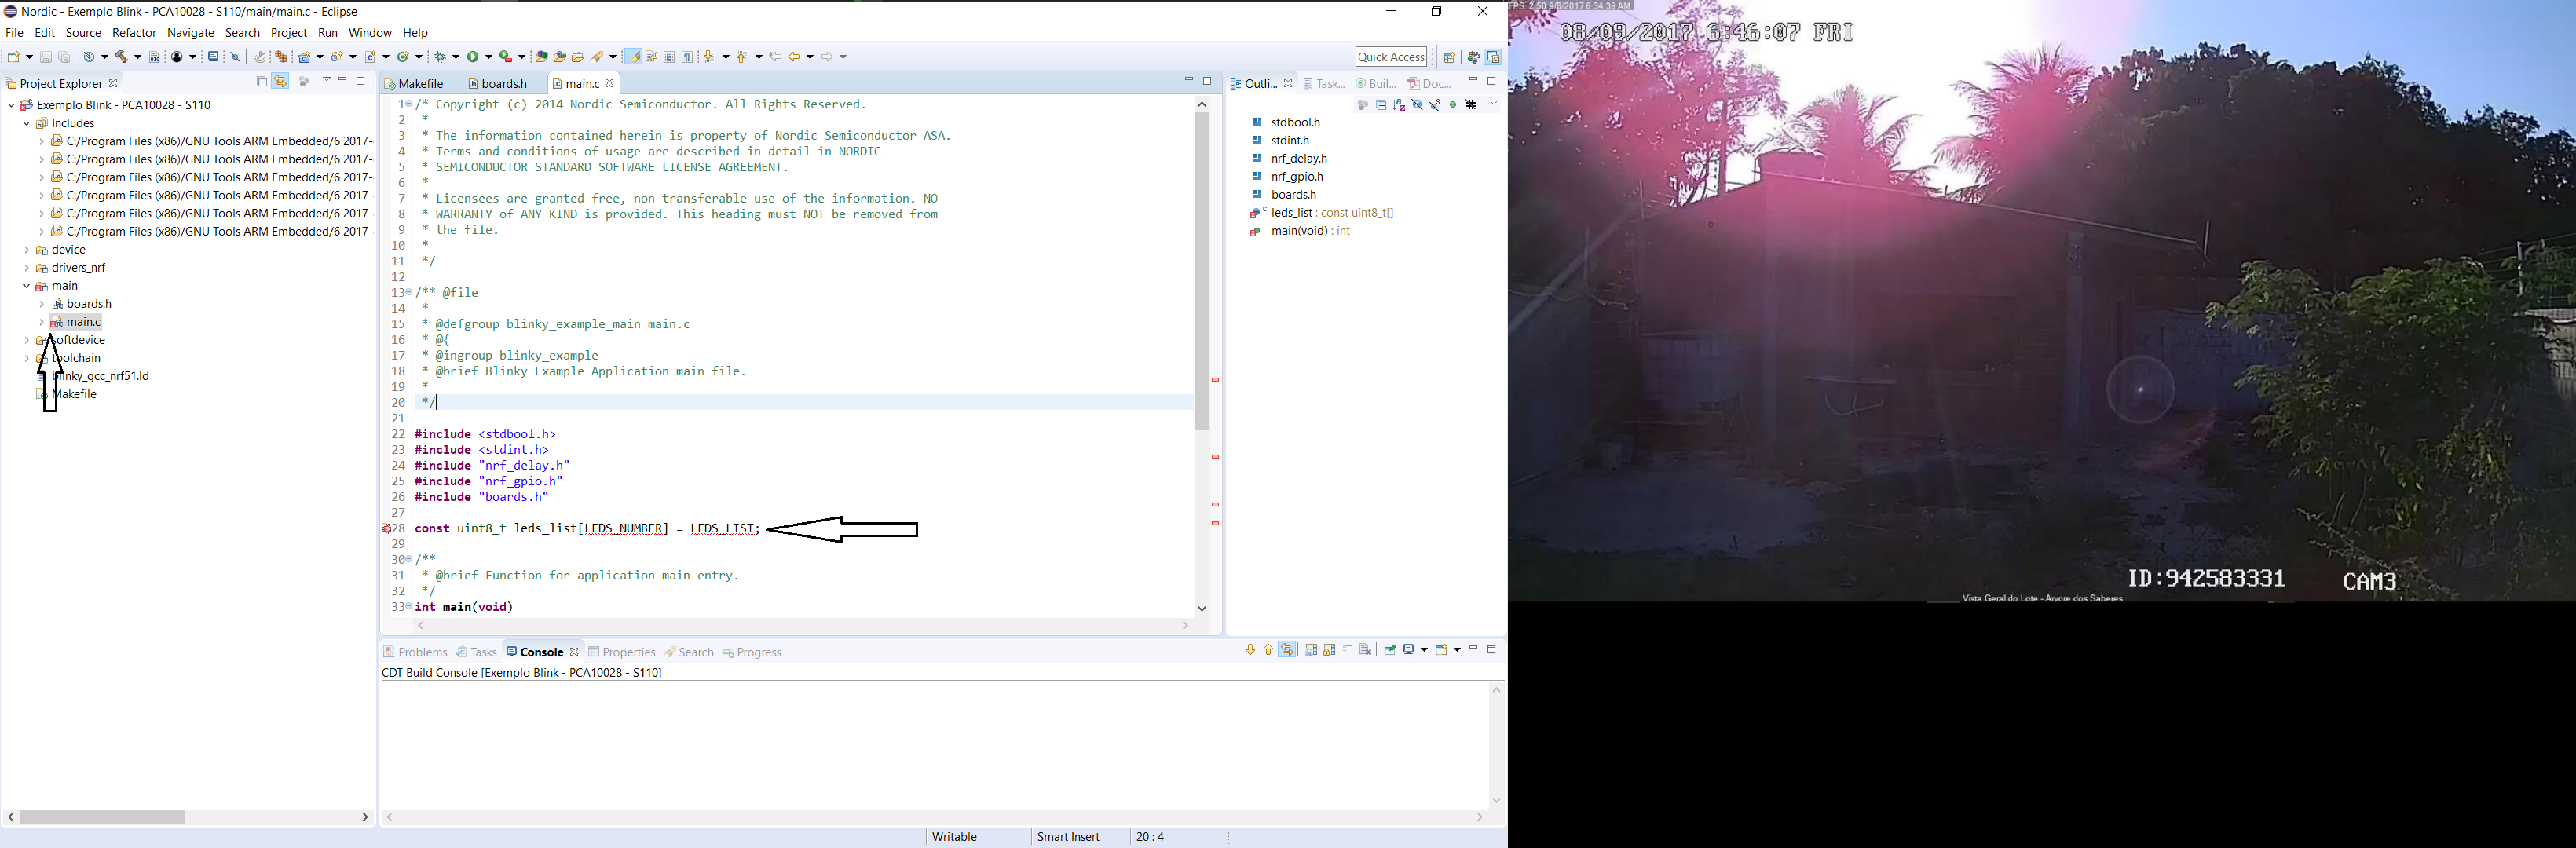 Nordic - Exemplo Blink - PCA10028 - S110/main/main.c - Eclipse
File Edit Source Refactor Navigate Search Project Run Window Help
Quick Access
Project Explorer
Exemplo Blink - PCA10028 - S110
Includes
C:/Program Files (x86)/GNU Tools ARM Embedded/6 2017-
C:/Program Files (x86)/GNU Tools ARM Embedded/6 2017-
C:/Program Files (x86)/GNU Tools ARM Embedded/6 2017-
C:/Program Files (x86)/GNU Tools ARM Embedded/6 2017-
C:/Program Files (x86)/GNU Tools ARM Embedded/6 2017-
C:/Program Files (x86)/GNU Tools ARM Embedded/6 2017-
device
drivers_nrf
main
boards.h
main.c
softdevice
toolchain
blinky_gcc_nrf51.ld
Makefile
Makefile boards.h main.c
1 /* Copyright (c) 2014 Nordic Semiconductor. All Rights Reserved.
2 *
3 * The information contained herein is property of Nordic Semiconductor ASA.
4 * Terms and conditions of usage are described in detail in NORDIC
5 * SEMICONDUCTOR STANDARD SOFTWARE LICENSE AGREEMENT.
6 *
7 * Licensees are granted free, non-transferable use of the information. NO
8 * WARRANTY of ANY KIND is provided. This heading must NOT be removed from
9 * the file.
10 *
11 */
12
13 /** @file
14 *
15 * @defgroup blinky_example_main main.c
16 * @{
17 * @ingroup blinky_example
18 * @brief Blinky Example Application main file.
19 *
20 */
21
22 #include <stdbool.h>
23 #include <stdint.h>
24 #include "nrf_delay.h"
25 #include "nrf_gpio.h"
26 #include "boards.h"
27
28 const uint8_t leds_list[LEDS_NUMBER] = LEDS_LIST;
29
30 /**
31 * @brief Function for application main entry.
32 */
33 int main(void)
Outli... Task... Buil... Doc...
stdbool.h
stdint.h
nrf_delay.h
nrf_gpio.h
boards.h
leds_list : const uint8_t[]
main(void) : int
Problems Tasks Console Properties Search Progress
CDT Build Console [Exemplo Blink - PCA10028 - S110]
Writable Smart Insert 20 : 4
FPS: 2.50 9/8/2017 6:34:39 AM
08/09/2017 6:46:07 FRI
ID:942583331 CAM3
Vista Geral do Lote - Arvore dos Saberes